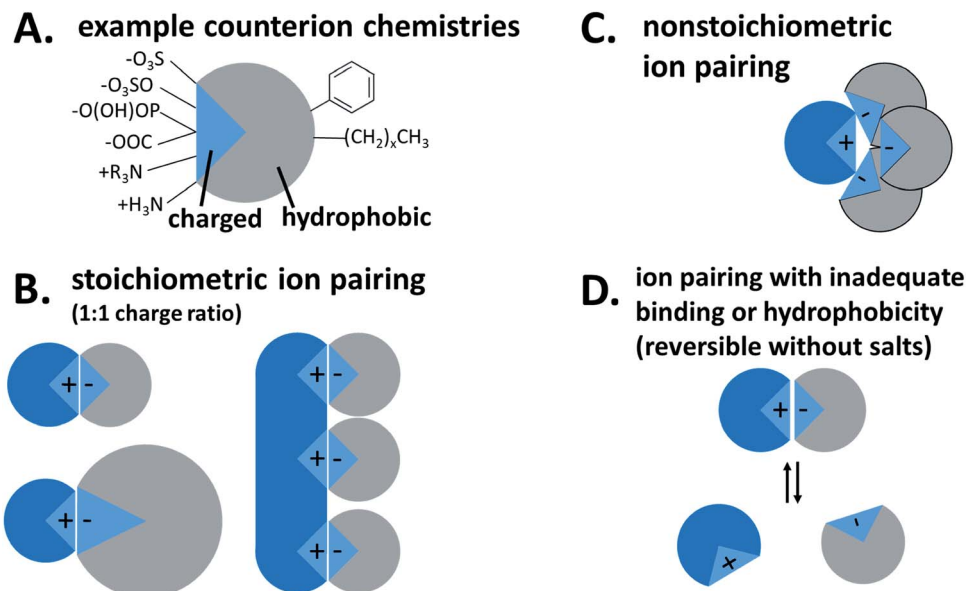 A. example counterion chemistries
-O₃S
-O₃SO
-O(OH)OP
-OOC
+R₃N
+H₃N
(CH₂)ₓCH₃
charged hydrophobic
B. stoichiometric ion pairing
(1:1 charge ratio)
+ -
+ -
+ -
+ -
+ -
C. nonstoichiometric
ion pairing
-
+ -
-
D. ion pairing with inadequate
binding or hydrophobicity
(reversible without salts)
+ -
+ -